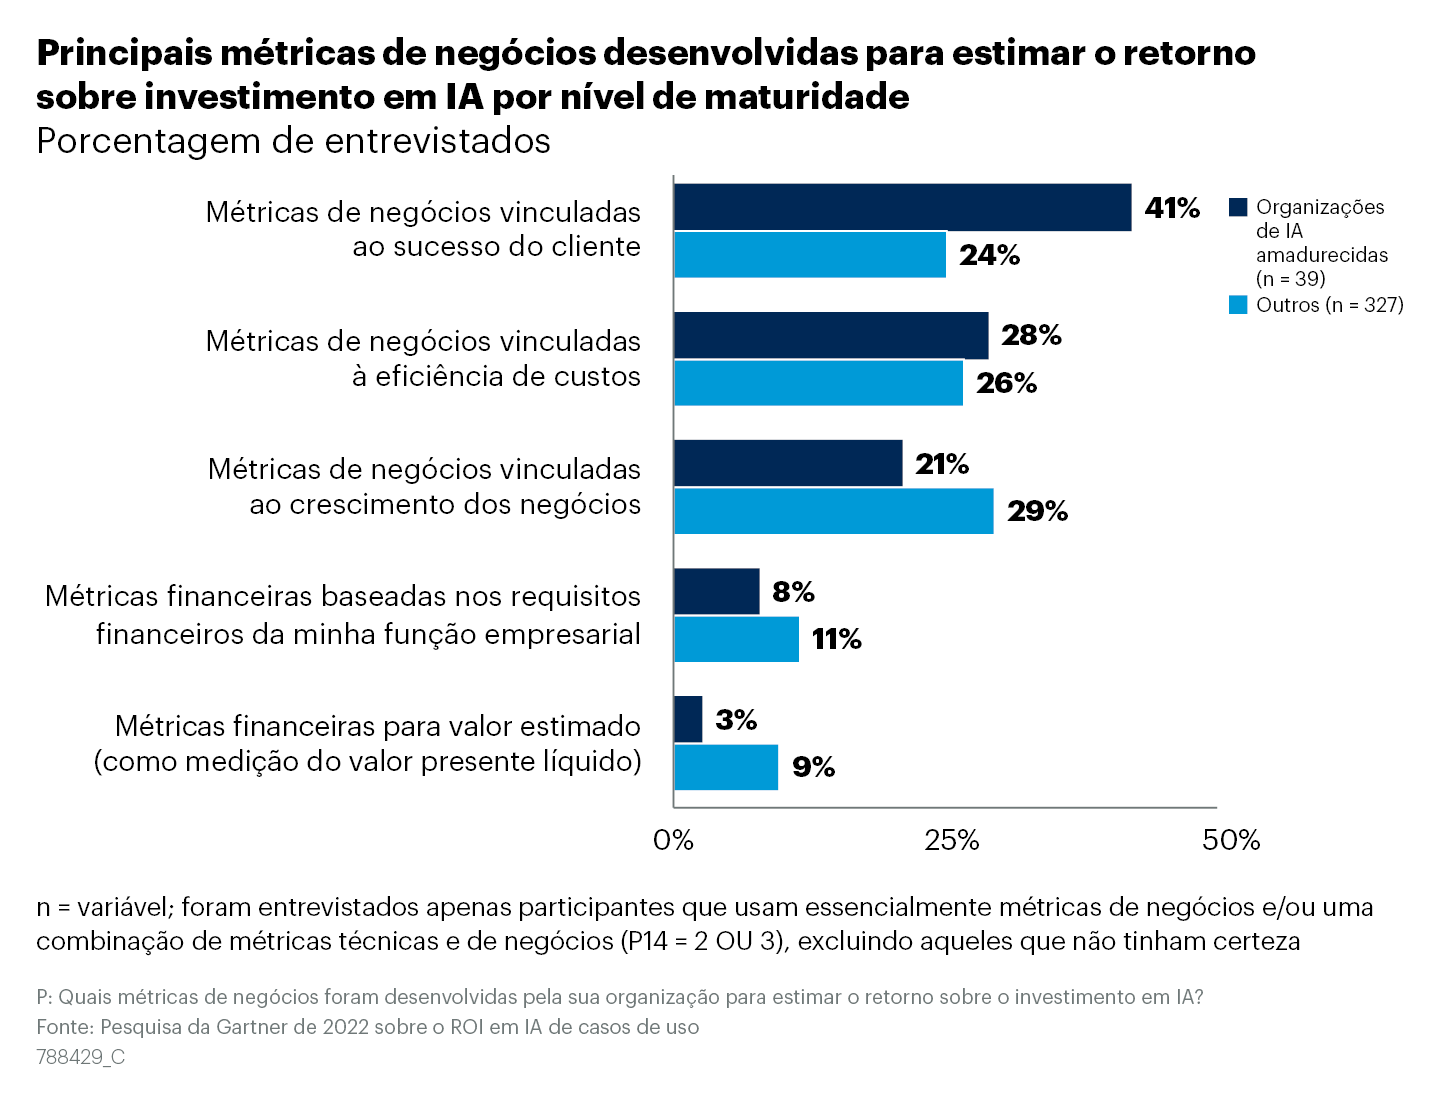 Principais métricas de negócios desenvolvidas para estimar o retorno
sobre investimento em IA por nível de maturidade
Porcentagem de entrevistados
Métricas de negócios vinculadas
ao sucesso do cliente
41%
24%
Organizações
de IA
amadurecidas
(n = 39)
Outros (n = 327)
Métricas de negócios vinculadas
à eficiência de custos
28%
26%
Métricas de negócios vinculadas
ao crescimento dos negócios
21%
29%
Métricas financeiras baseadas nos requisitos
financeiros da minha função empresarial
8%
11%
Métricas financeiras para valor estimado
(como medição do valor presente líquido)
3%
9%
0%
25%
50%
n = variável; foram entrevistados apenas participantes que usam essencialmente métricas de negócios e/ou uma
combinação de métricas técnicas e de negócios (P14 = 2 OU 3), excluindo aqueles que não tinham certeza
P: Quais métricas de negócios foram desenvolvidas pela sua organização para estimar o retorno sobre o investimento em IA?
Fonte: Pesquisa da Gartner de 2022 sobre o ROI em IA de casos de uso
788429_C